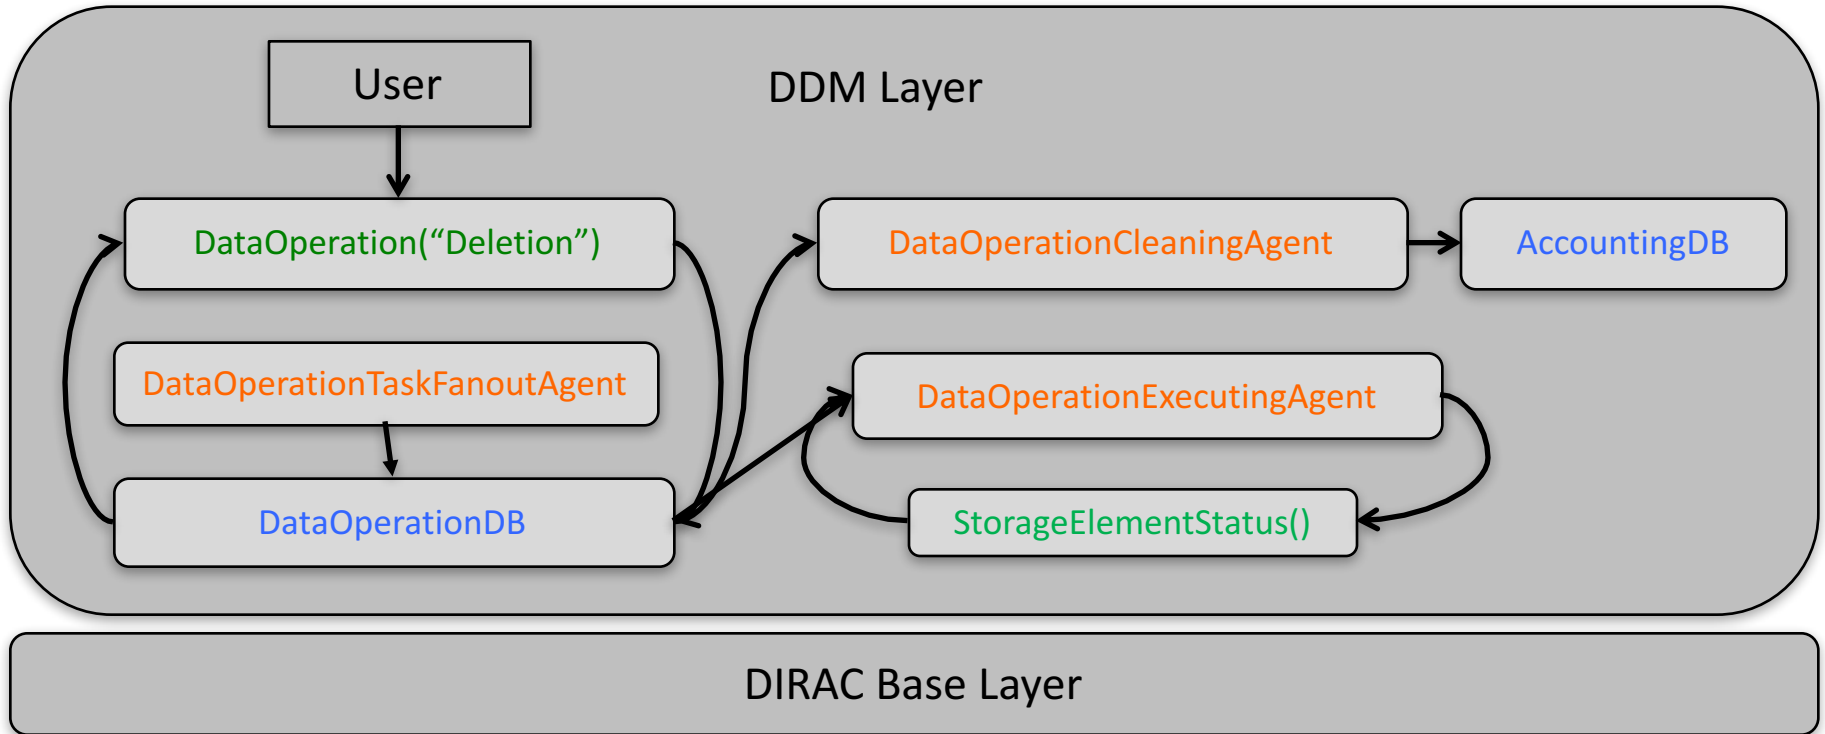 User
DDM Layer
DataOperation(“Deletion”)
DataOperationCleaningAgent
AccountingDB
DataOperationTaskFanoutAgent
DataOperationExecutingAgent
DataOperationDB
StorageElementStatus()
DIRAC Base Layer